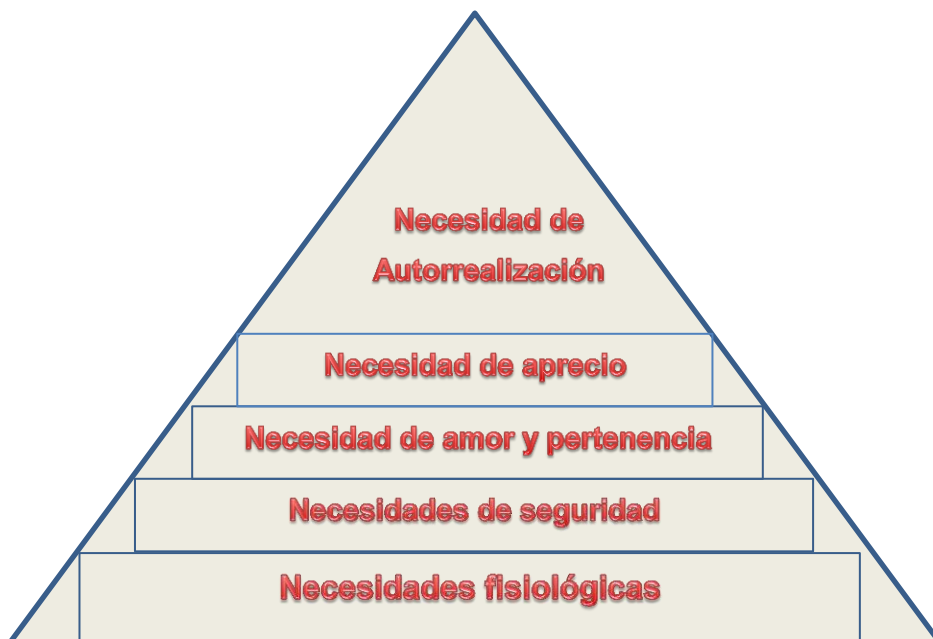 Necesidad de
Autorrealización
Necesidad de aprecio
Necesidad de amor y pertenencia
Necesidades de seguridad
Necesidades fisiológicas